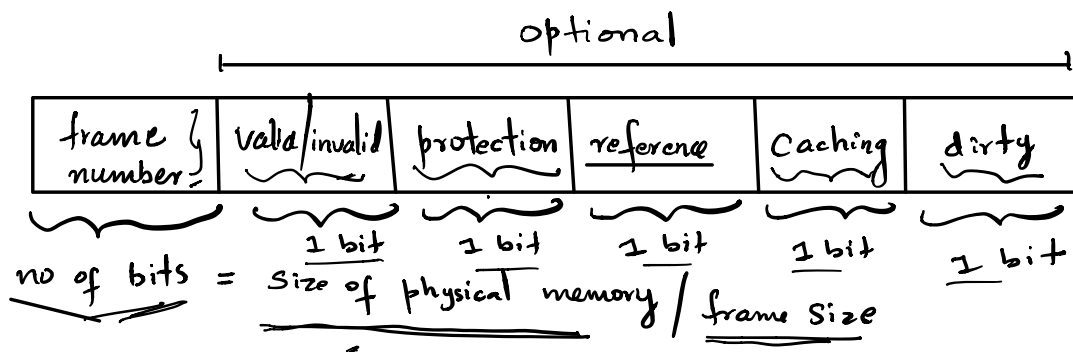 optional
frame valid/invalid protection reference Caching dirty
number
1 bit 1 bit 1 bit 1 bit 1 bit
no of bits = Size of physical memory / frame Size